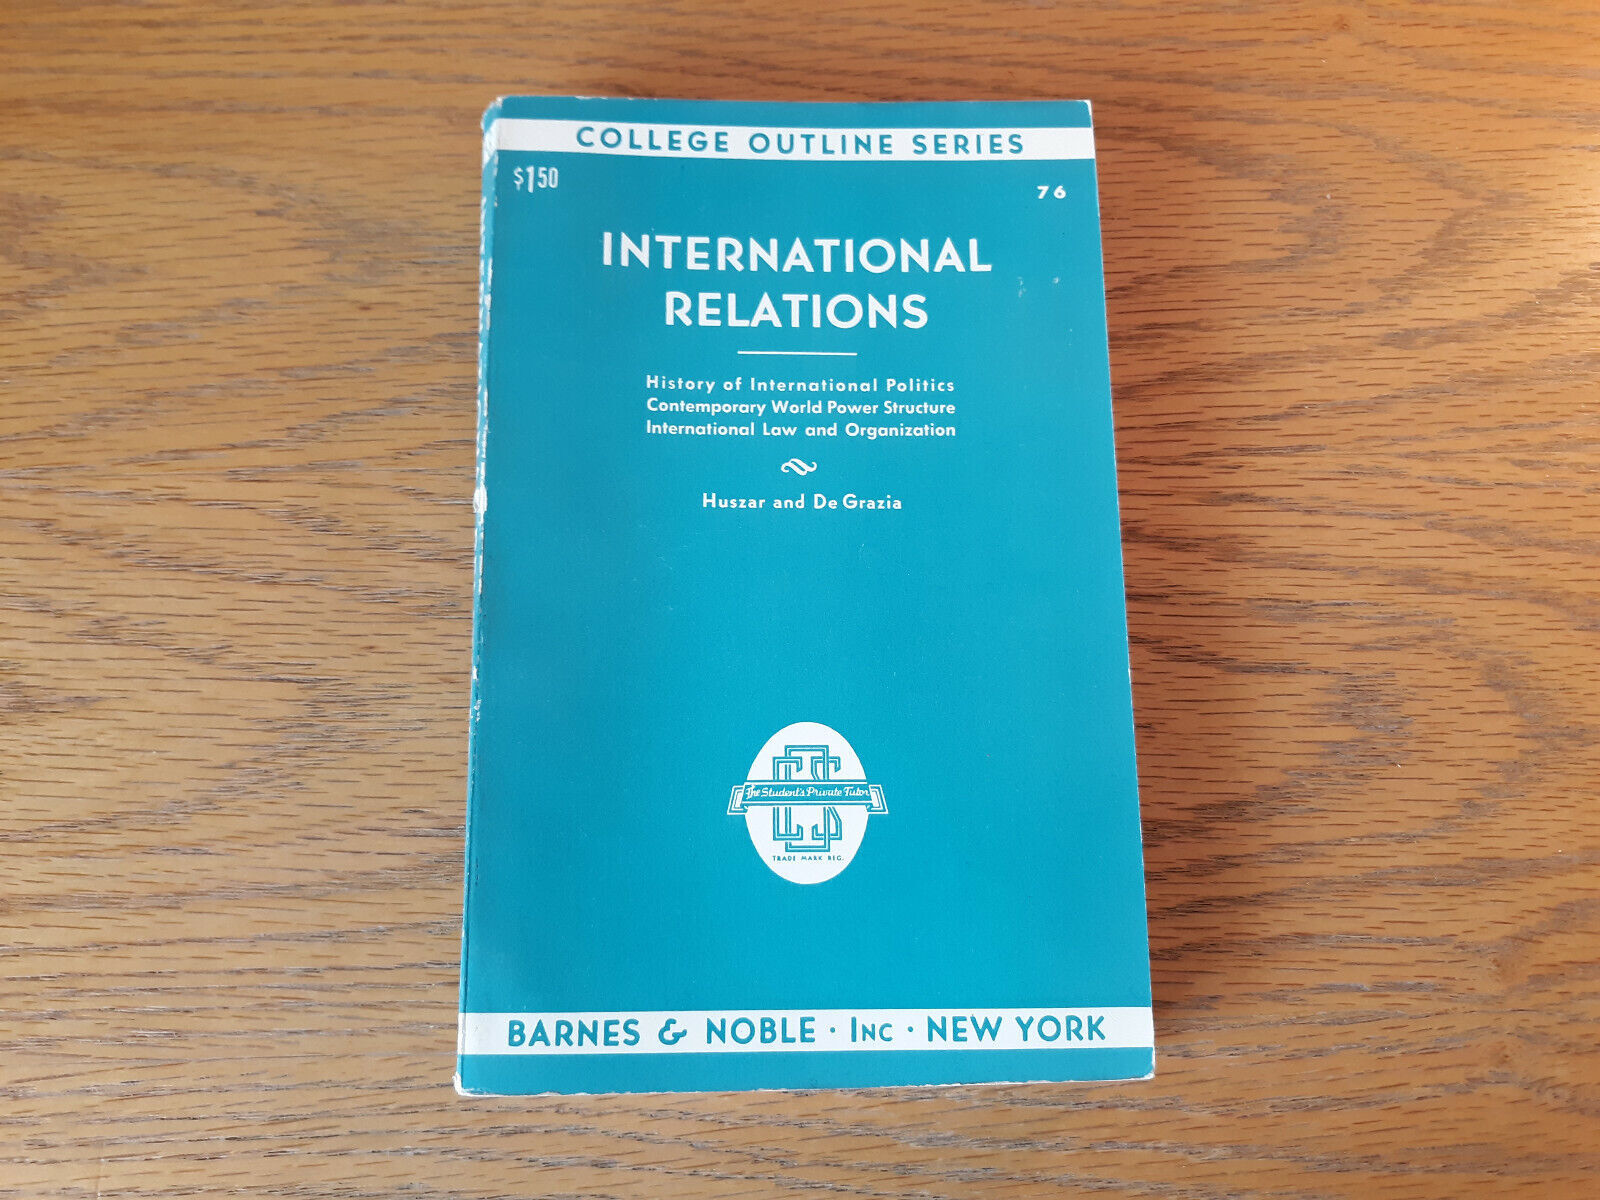 COLLEGE OUTLINE SERIES
$1.50
76
INTERNATIONAL
RELATIONS
History of International Politics
Contemporary World Power Structure
International Law and Organization
Huszar and De Grazia
COS
The Student's Private Tutor
TRADE MARK REG.
BARNES & NOBLE · INC · NEW YORK